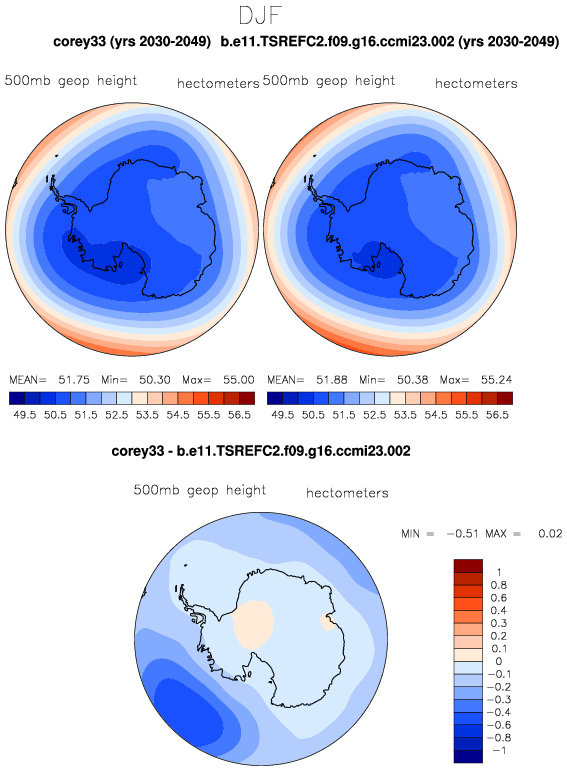 DJF
corey33 (yrs 2030-2049) b.e11.TSREFC2.f09.g16.ccmi23.002 (yrs 2030-2049)
500mb geop height hectometers 500mb geop height hectometers
MEAN= 51.75 Min= 50.30 Max= 55.00 MEAN= 51.88 Min= 50.38 Max= 55.24
49.5 50.5 51.5 52.5 53.5 54.5 55.5 56.5 49.5 50.5 51.5 52.5 53.5 54.5 55.5 56.5
corey33 - b.e11.TSREFC2.f09.g16.ccmi23.002
500mb geop height hectometers
MIN = -0.51 MAX = 0.02
1
0.8
0.6
0.4
0.3
0.2
0.1
0
-0.1
-0.2
-0.3
-0.4
-0.6
-0.8
-1